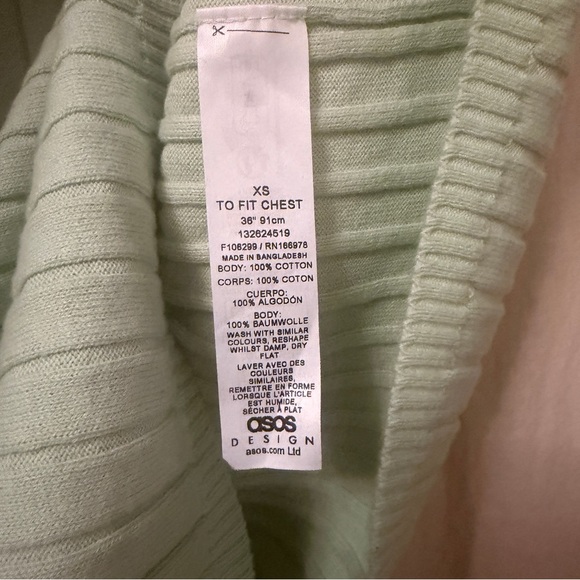 XS
TO FIT CHEST
36" 91cm
132624519
F106299 / RN166978
MADE IN BANGLADESH
BODY: 100% COTTON
CORPS: 100% COTON
CUERPO:
100% ALGODÓN
BODY:
100% BAUMWOLLE
WASH WITH SIMILAR
COLOURS, RESHAPE
WHILST DAMP, DRY
FLAT
LAVER AVEC DES
COULEURS
SIMILAIRES,
REMETTRE EN FORME
LORSQUE L'ARTICLE
EST HUMIDE,
SÉCHER À PLAT
asos
DESIGN
asos.com Ltd